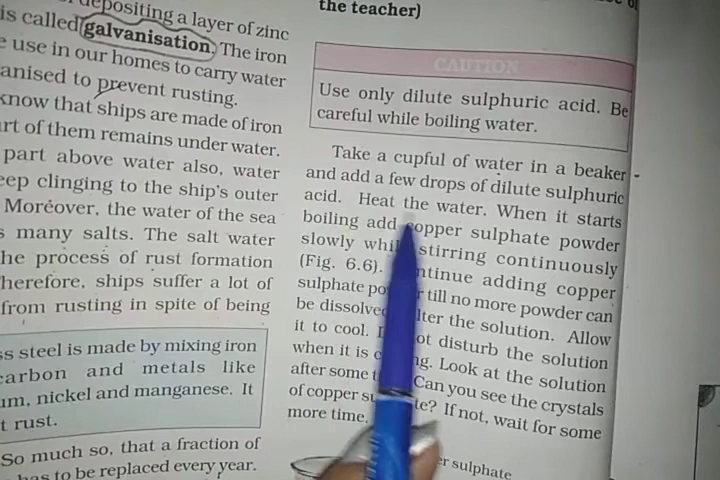 depositing a layer of zinc
is called galvanisation. The iron
use in our homes to carry water
anised to prevent rusting.
know that ships are made of iron
rt of them remains under water.
part above water also, water
eep clinging to the ship's outer
Moreover, the water of the sea
many salts. The salt water
he process of rust formation
herefore, ships suffer a lot of
from rusting in spite of being
ss steel is made by mixing iron
carbon and metals like
um, nickel and manganese. It
t rust.
So much so, that a fraction of
has to be replaced every year.
the teacher)
CAUTION
Use only dilute sulphuric acid. Be
careful while boiling water.
Take a cupful of water in a beaker
and add a few drops of dilute sulphuric
acid. Heat the water. When it starts
boiling add copper sulphate powder
slowly whil stirring continuously
(Fig. 6.6). ntinue adding copper
sulphate po r till no more powder can
be dissolved lter the solution. Allow
it to cool. ot disturb the solution
when it is c ng. Look at the solution
after some t Can you see the crystals
of copper su te? If not, wait for some
more time.
er sulphate